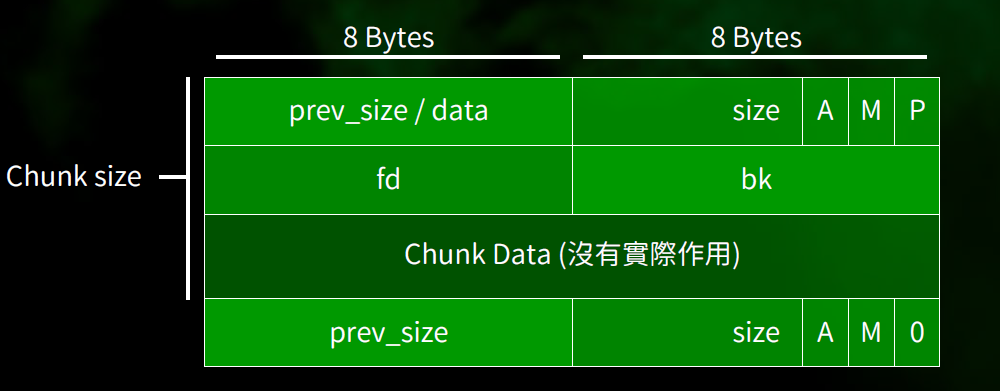 8 Bytes 8 Bytes
prev_size / data size A M P
Chunk size
fd bk
Chunk Data (沒有實際作用)
prev_size size A M 0